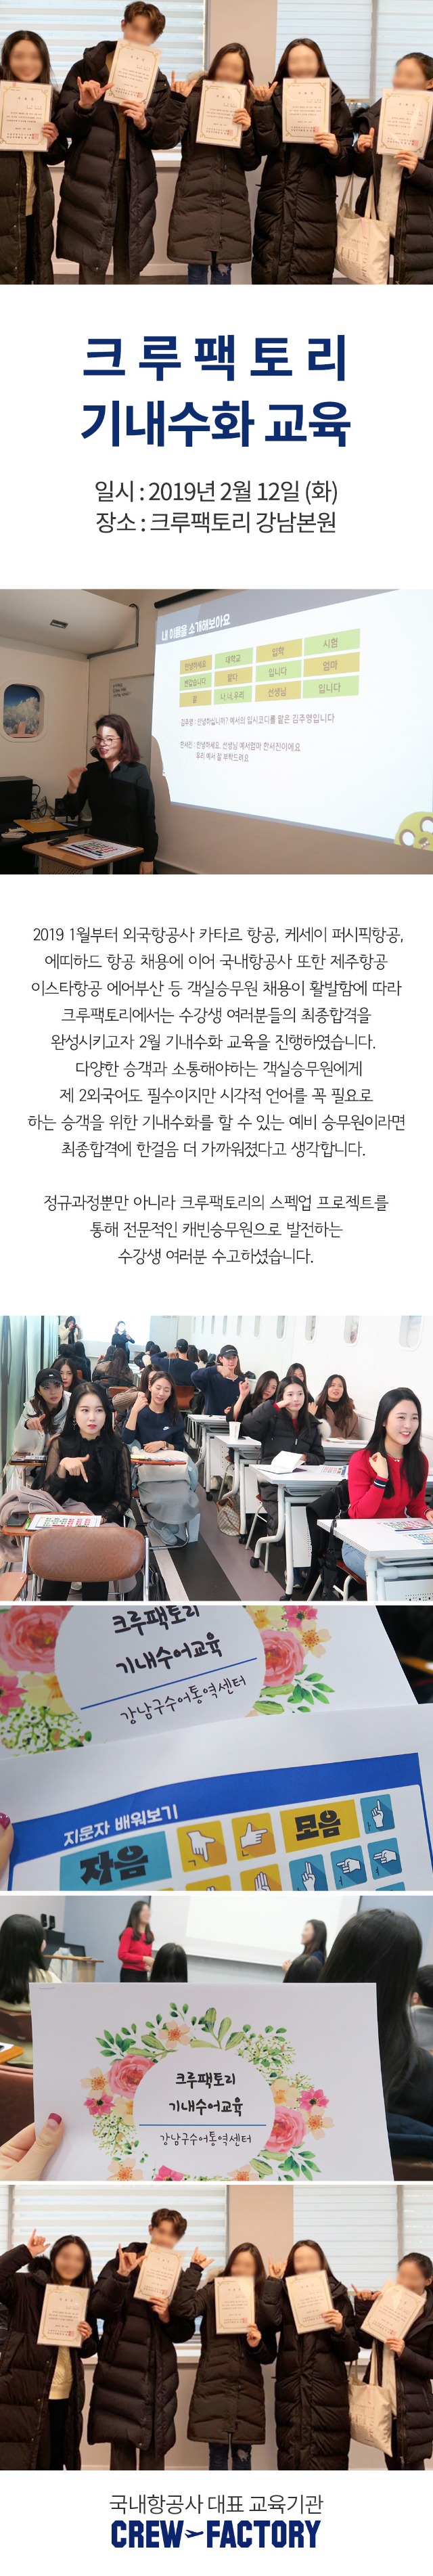 크루팩토리
기내수화 교육
일시 : 2019년 2월 12일 (화)
장소 : 크루팩토리 강남본원
내 이름을 소개해보아요
안녕하세요 대학교 입학 시험
반갑습니다 맡다 입니다 엄마
꿈 나,너,우리 선생님 입니다
김주영 : 안녕하십니까? 예서의 입시코디를 맡은 김주영입니다
한서진 : 안녕하세요, 선생님 예서엄마 한서진이에요
우리 예서 잘 부탁드려요
2019 1월부터 외국항공사 카타르 항공, 케세이 퍼시픽항공,
에띠하드 항공 채용에 이어 국내항공사 또한 제주항공
이스타항공 에어부산 등 객실승무원 채용이 활발함에 따라
크루팩토리에서는 수강생 여러분들의 최종합격을
완성시키고자 2월 기내수화 교육을 진행하였습니다.
다양한 승객과 소통해야하는 객실승무원에게
제 2외국어도 필수이지만 시각적 언어를 꼭 필요로
하는 승객을 위한 기내수화를 할 수 있는 예비 승무원이라면
최종합격에 한걸음 더 가까워졌다고 생각합니다.
정규과정뿐만 아니라 크루팩토리의 스펙업 프로젝트를
통해 전문적인 캐빈승무원으로 발전하는
수강생 여러분 수고하셨습니다.
크루팩토리
기내수어교육
강남구수어통역센터
지문자 배워보기
자음
모음
크루팩토리
기내수어교육
강남구수어통역센터
국내항공사 대표 교육기관
CREW FACTORY